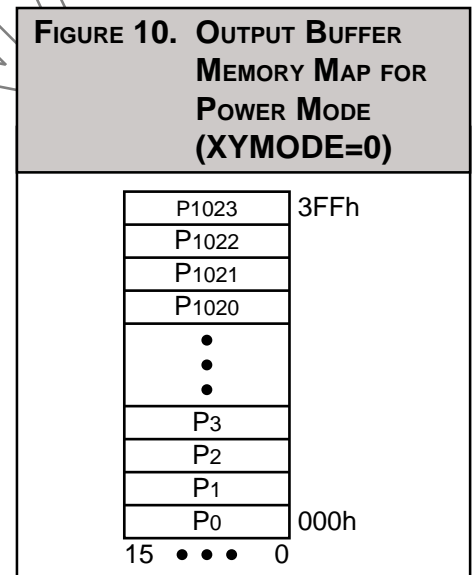 FIGURE 10. OUTPUT BUFFER
MEMORY MAP FOR
POWER MODE
(XYMODE=0)
P1023 3FFh
P1022
P1021
P1020
•
•
•
P3
P2
P1
P0 000h
15 • • • 0